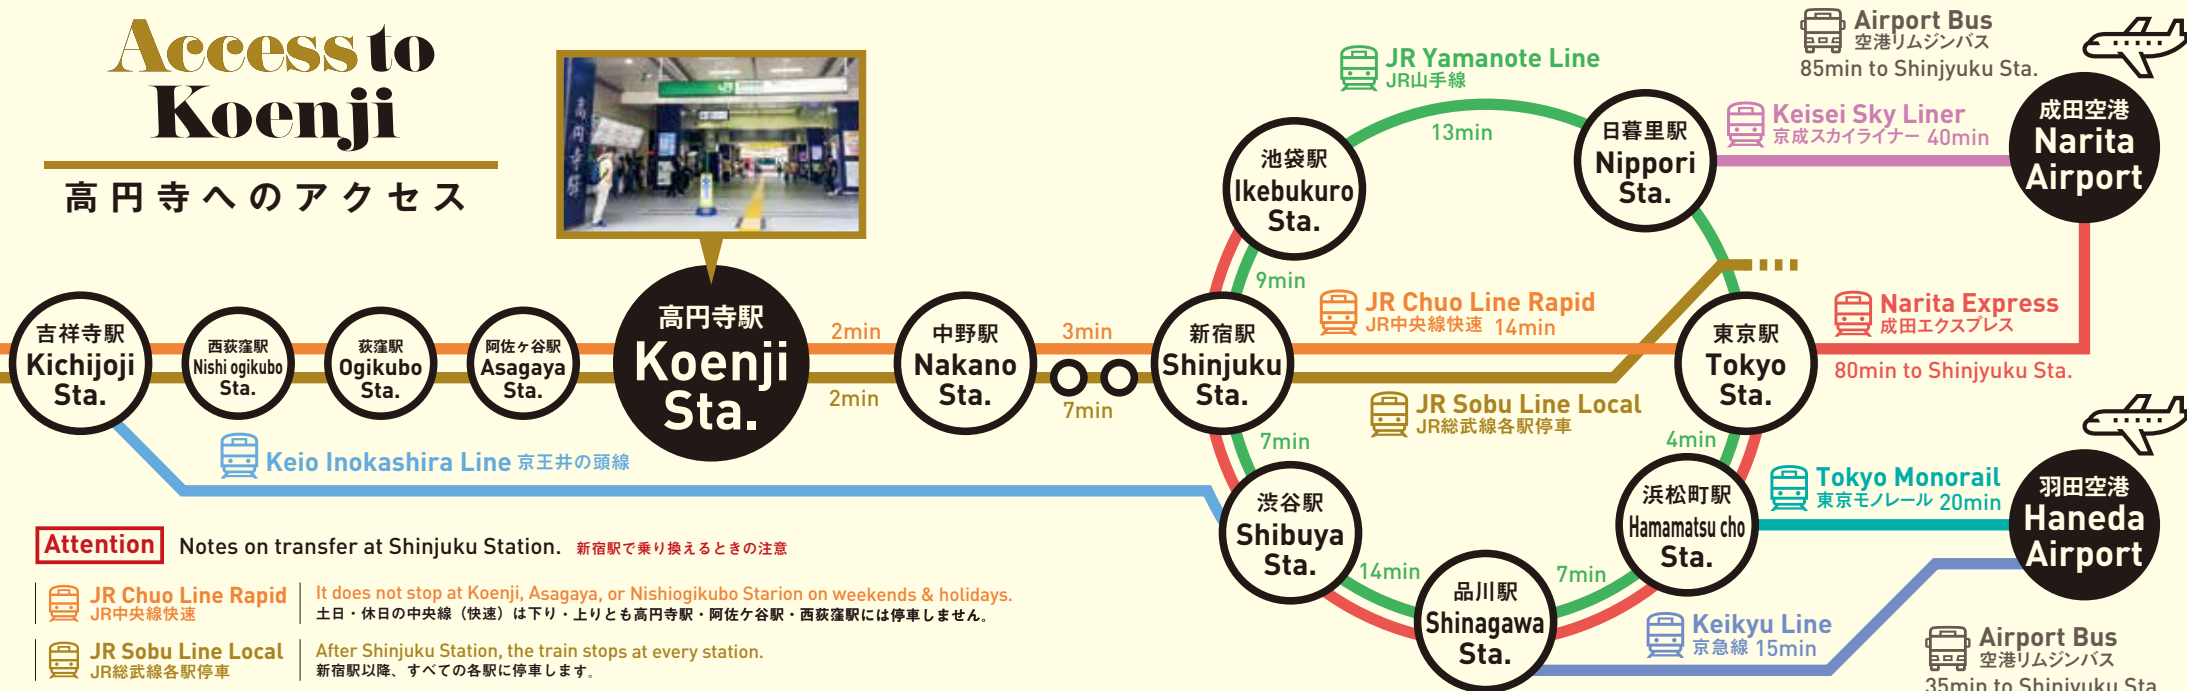 Access to
Koenji
高円寺へのアクセス
吉祥寺駅
Kichijoji
Sta.
西荻窪駅
Nishi ogikubo
Sta.
荻窪駅
Ogikubo
Sta.
阿佐ヶ谷駅
Asagaya
Sta.
高円寺駅
Koenji
Sta.
2min
2min
中野駅
Nakano
Sta.
3min
7min
新宿駅
Shinjuku
Sta.
9min
池袋駅
Ikebukuro
Sta.
JR Yamanote Line
JR山手線
13min
日暮里駅
Nippori
Sta.
Airport Bus
空港リムジンバス
85min to Shinjyuku Sta.
Keisei Sky Liner
京成スカイライナー 40min
成田空港
Narita
Airport
JR Chuo Line Rapid
JR中央線快速 14min
JR Sobu Line Local
JR総武線各駅停車
東京駅
Tokyo
Sta.
Narita Express
成田エクスプレス
80min to Shinjyuku Sta.
Keio Inokashira Line 京王井の頭線
7min
渋谷駅
Shibuya
Sta.
14min
品川駅
Shinagawa
Sta.
7min
4min
浜松町駅
Hamamatsu cho
Sta.
Tokyo Monorail
東京モノレール 20min
羽田空港
Haneda
Airport
Keikyu Line
京急線 15min
Airport Bus
空港リムジンバス
35min to Shinjyuku Sta.
Attention Notes on transfer at Shinjuku Station. 新宿駅で乗り換えるときの注意
JR Chuo Line Rapid
JR中央線快速
It does not stop at Koenji, Asagaya, or Nishiogikubo Starion on weekends & holidays.
土日・休日の中央線（快速）は下り・上りとも高円寺駅・阿佐ケ谷駅・西荻窪駅には停車しません。
JR Sobu Line Local
JR総武線各駅停車
After Shinjuku Station, the train stops at every station.
新宿駅以降、すべての各駅に停車します。